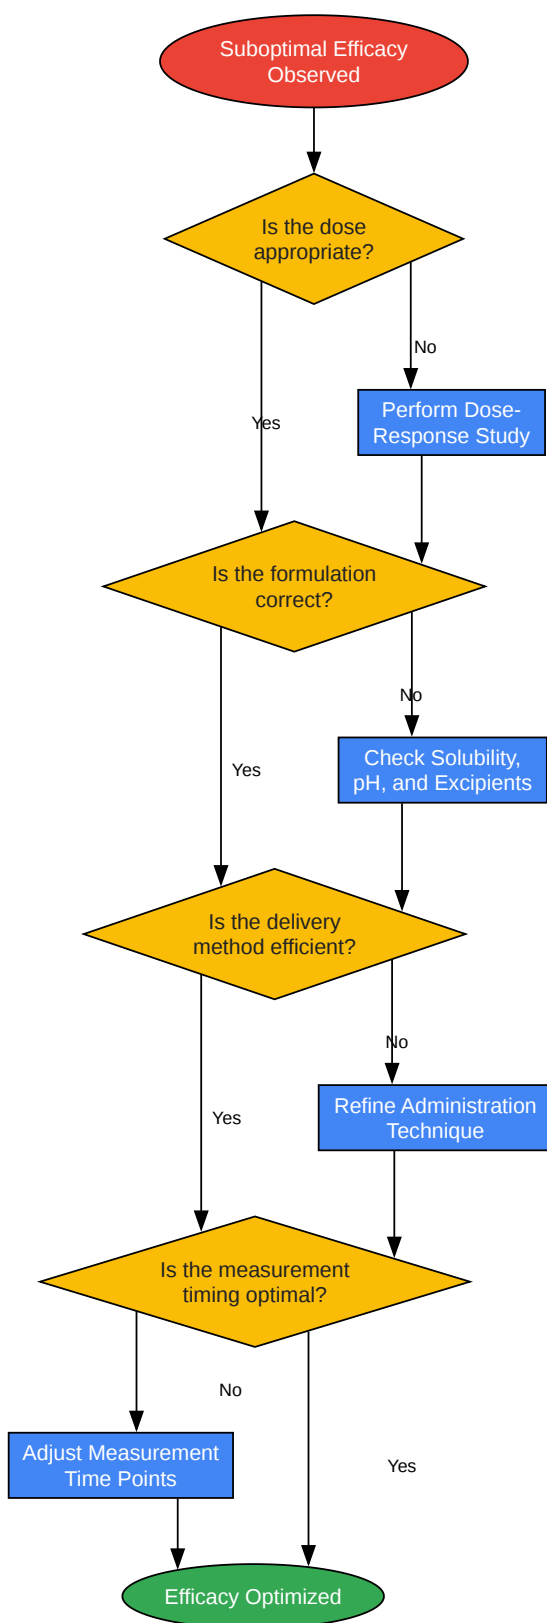 Suboptimal Efficacy
Observed
Is the dose
appropriate?
No
Perform Dose-
Response Study
Yes
Is the formulation
correct?
No
Check Solubility,
pH, and Excipients
Yes
Is the delivery
method efficient?
No
Refine Administration
Technique
Yes
Is the measurement
timing optimal?
No
Adjust Measurement
Time Points
Yes
Efficacy Optimized